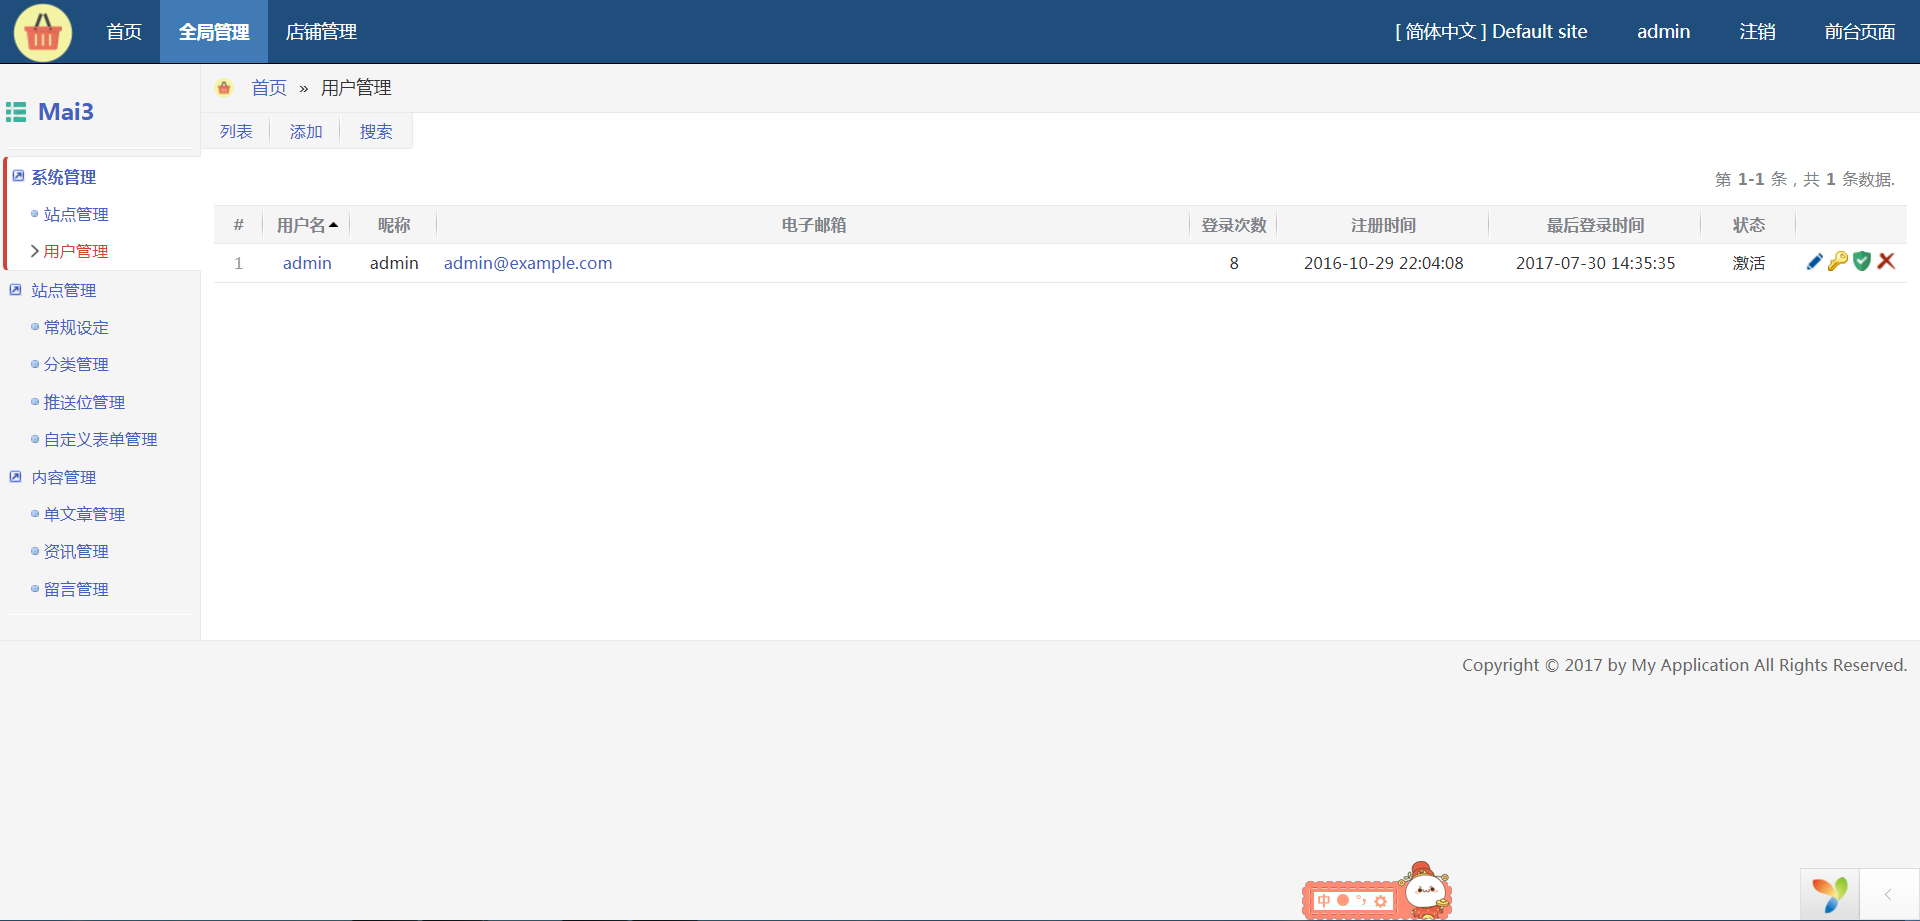 首页 全局管理 店铺管理 [ 简体中文 ] Default site admin 注销 前台页面
Mai3
首页 » 用户管理
列表 添加 搜索
系统管理
站点管理
用户管理
站点管理
常规设定
分类管理
推送位管理
自定义表单管理
内容管理
单文章管理
资讯管理
留言管理
第 1-1 条，共 1 条数据.
# 用户名 昵称 电子邮箱 登录次数 注册时间 最后登录时间 状态
1 admin admin admin@example.com 8 2016-10-29 22:04:08 2017-07-30 14:35:35 激活
Copyright © 2017 by My Application All Rights Reserved.
中